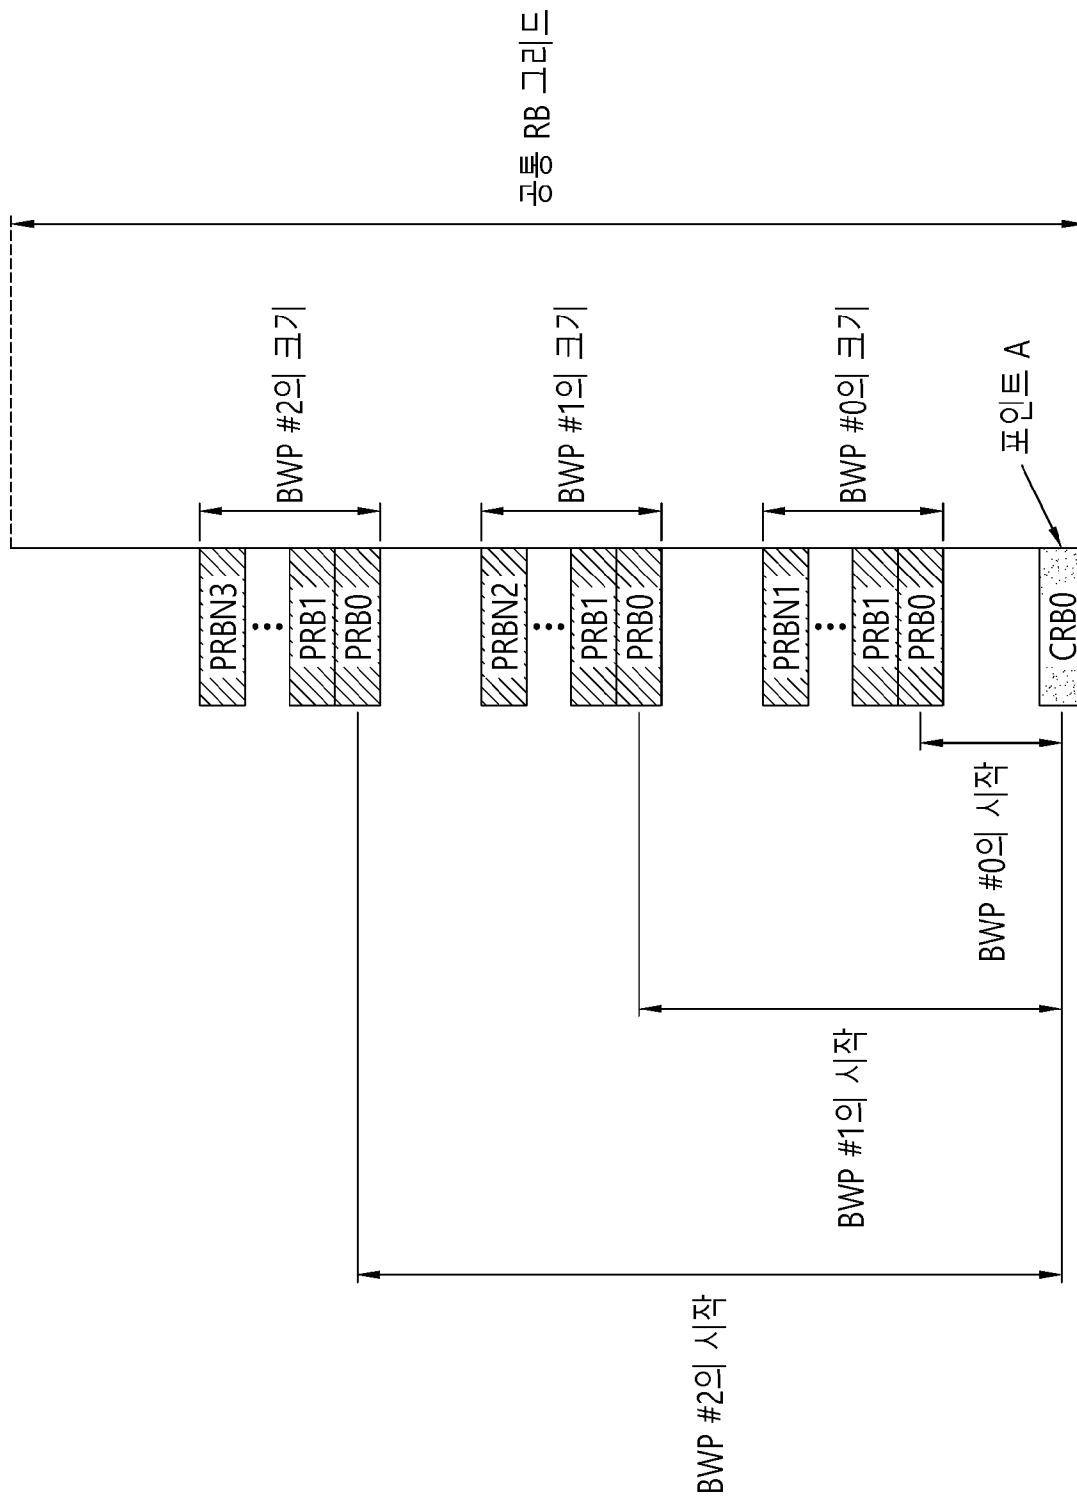 공통 RB 그리드
BWP #2의 크기
BWP #1의 크기
BWP #0의 크기
포인트 A
PRBN3
•••
PRB1
PRB0
PRBN2
•••
PRB1
PRB0
PRBN1
•••
PRB1
PRB0
CRB0
BWP #0의 시작
BWP #1의 시작
BWP #2의 시작